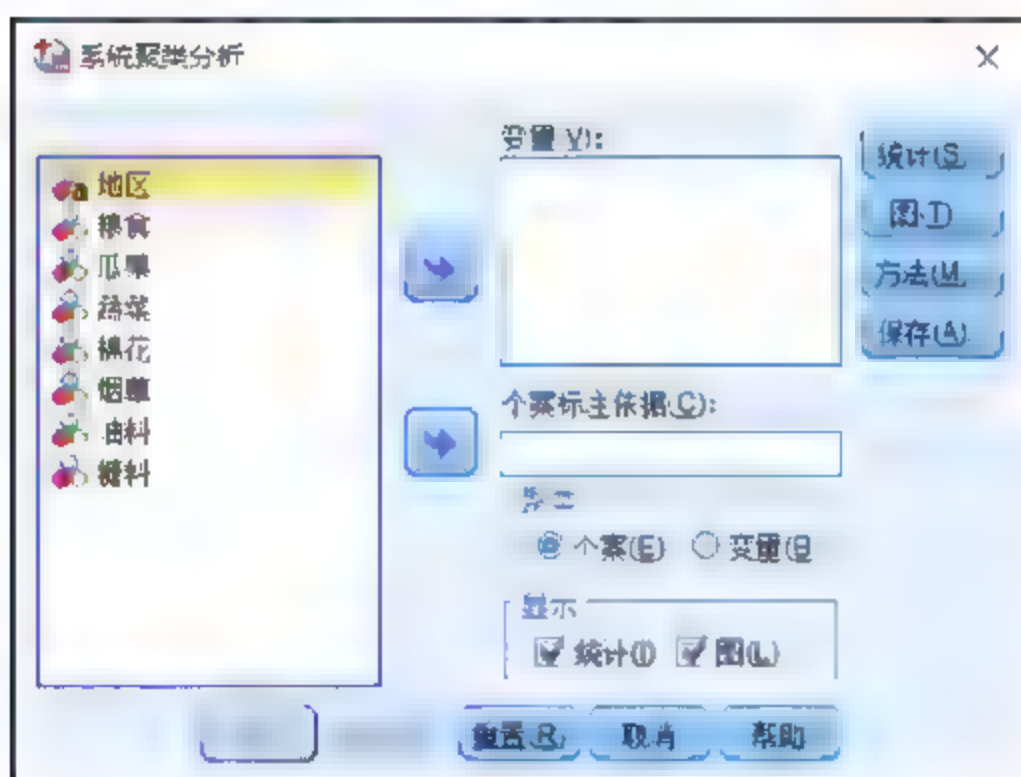 系统聚类分析
地区
粮食
瓜果
蔬菜
棉花
烟草
油料
糖料
变量 V):
统计(S
图 T)
方法(M
保存(A)
个案标注依据 C):
个案(E) 变量(B
显示
统计(I) 图(L)
重置 R) 取消 帮助